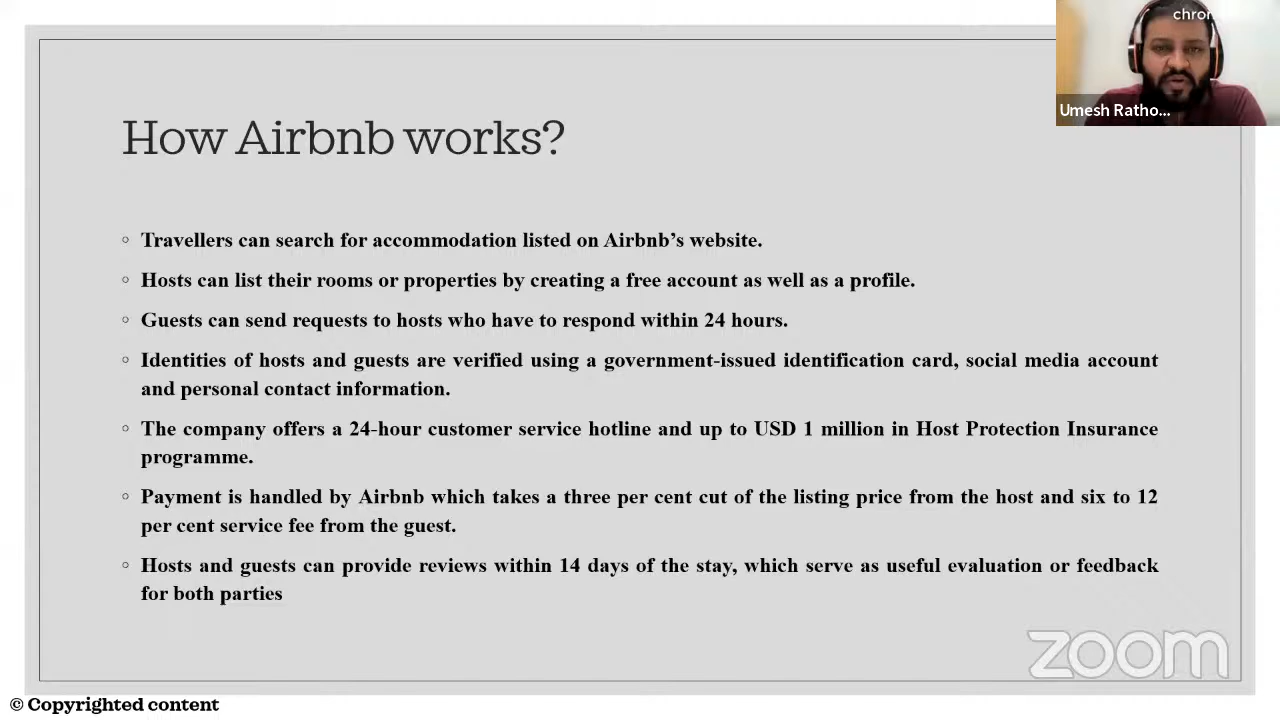 chro
Umesh Ratho...
How Airbnb works?
◦ Travellers can search for accommodation listed on Airbnb's website.
◦ Hosts can list their rooms or properties by creating a free account as well as a profile.
◦ Guests can send requests to hosts who have to respond within 24 hours.
◦ Identities of hosts and guests are verified using a government-issued identification card, social media account
and personal contact information.
◦ The company offers a 24-hour customer service hotline and up to USD 1 million in Host Protection Insurance
programme.
◦ Payment is handled by Airbnb which takes a three per cent cut of the listing price from the host and six to 12
per cent service fee from the guest.
◦ Hosts and guests can provide reviews within 14 days of the stay, which serve as useful evaluation or feedback
for both parties
zoom
© Copyrighted content